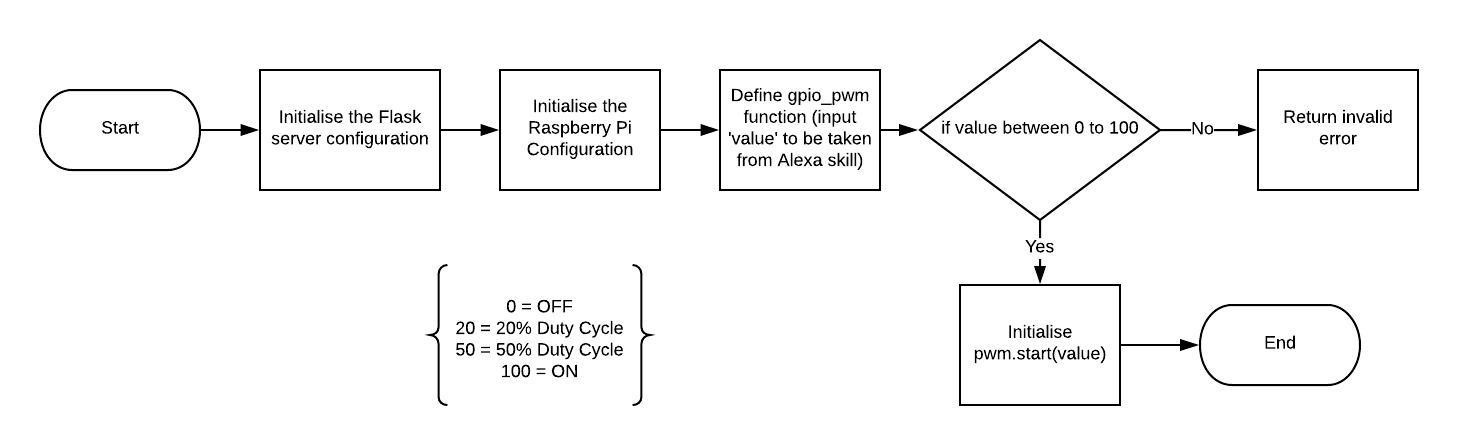 Start
Initialise the Flask
server configuration
Initialise the
Raspberry Pi
Configuration
Define gpio_pwm
function (input
'value' to be taken
from Alexa skill)
if value between 0 to 100
No
Return invalid
error
Yes
Initialise
pwm.start(value)
End
0 = OFF
20 = 20% Duty Cycle
50 = 50% Duty Cycle
100 = ON